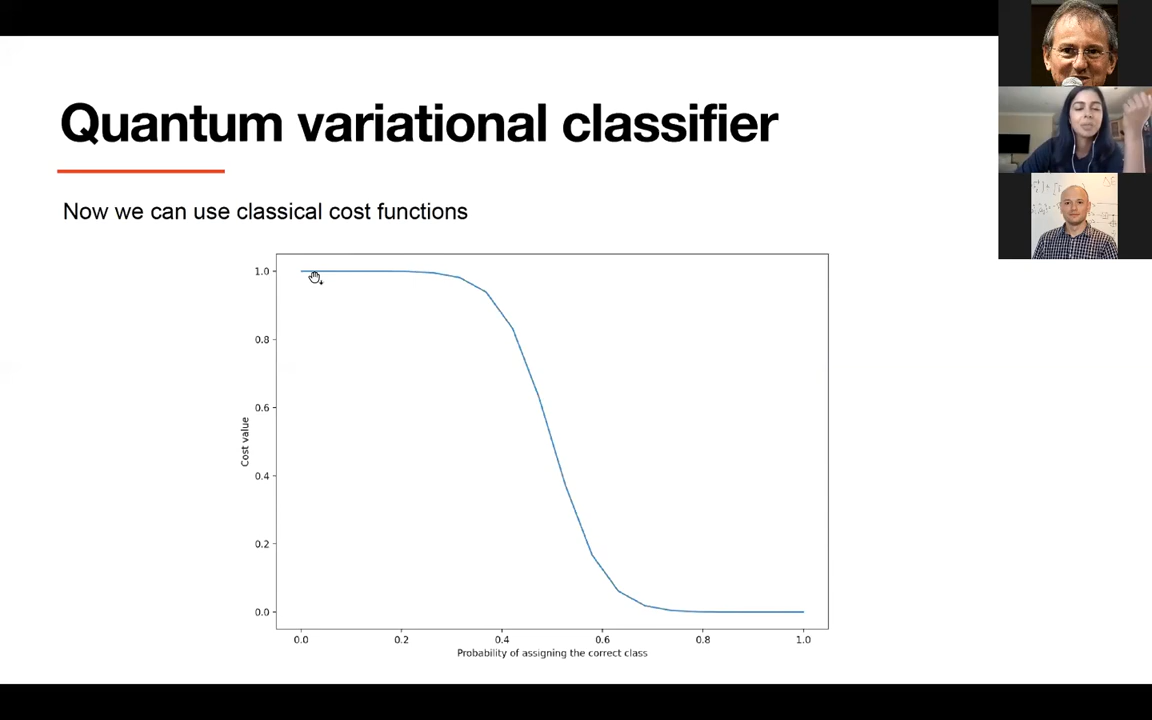 Quantum variational classifier
Now we can use classical cost functions
1.0
0.8
0.6
0.4
0.2
0.0
Cost value
0.0 0.2 0.4 0.6 0.8 1.0
Probability of assigning the correct class